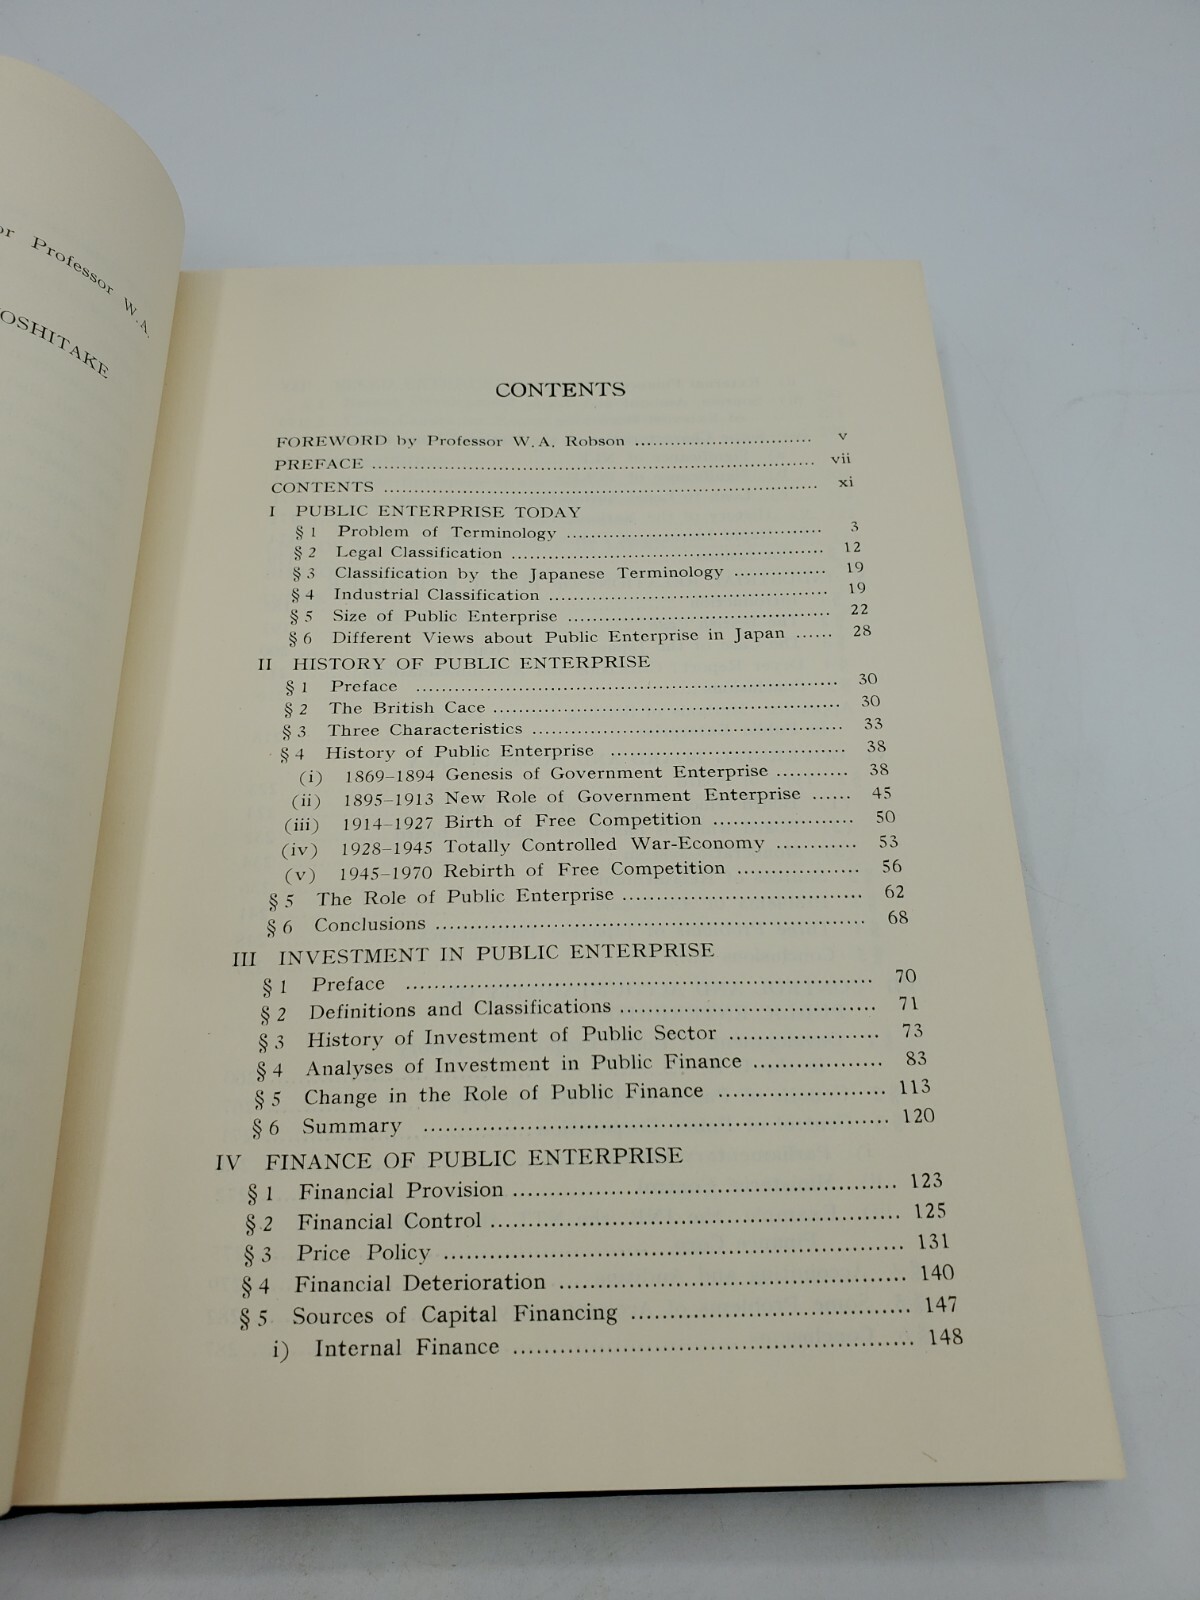 or Professor W.A.
OSHITAKE
CONTENTS
FOREWORD by Professor W.A. Robson .............................. v
PREFACE .............................. vii
CONTENTS .............................. xi
I PUBLIC ENTERPRISE TODAY
§ 1 Problem of Terminology .............................. 3
§ 2 Legal Classification .............................. 12
§ 3 Classification by the Japanese Terminology ............... 19
§ 4 Industrial Classification .............................. 19
§ 5 Size of Public Enterprise .............................. 22
§ 6 Different Views about Public Enterprise in Japan ...... 28
II HISTORY OF PUBLIC ENTERPRISE
§ 1 Preface .............................. 30
§ 2 The British Cace .............................. 30
§ 3 Three Characteristics .............................. 33
§ 4 History of Public Enterprise .............................. 38
(i) 1869–1894 Genesis of Government Enterprise ........... 38
(ii) 1895–1913 New Role of Government Enterprise ...... 45
(iii) 1914–1927 Birth of Free Competition ..................... 50
(iv) 1928–1945 Totally Controlled War-Economy ............ 53
(v) 1945–1970 Rebirth of Free Competition .................. 56
§ 5 The Role of Public Enterprise .............................. 62
§ 6 Conclusions .............................. 68
III INVESTMENT IN PUBLIC ENTERPRISE
§ 1 Preface .............................. 70
§ 2 Definitions and Classifications .............................. 71
§ 3 History of Investment of Public Sector ..................... 73
§ 4 Analyses of Investment in Public Finance .................. 83
§ 5 Change in the Role of Public Finance ........................ 113
§ 6 Summary .............................. 120
IV FINANCE OF PUBLIC ENTERPRISE
§ 1 Financial Provision .............................. 123
§ 2 Financial Control .............................. 125
§ 3 Price Policy .............................. 131
§ 4 Financial Deterioration .............................. 140
§ 5 Sources of Capital Financing .............................. 147
i) Internal Finance .............................. 148